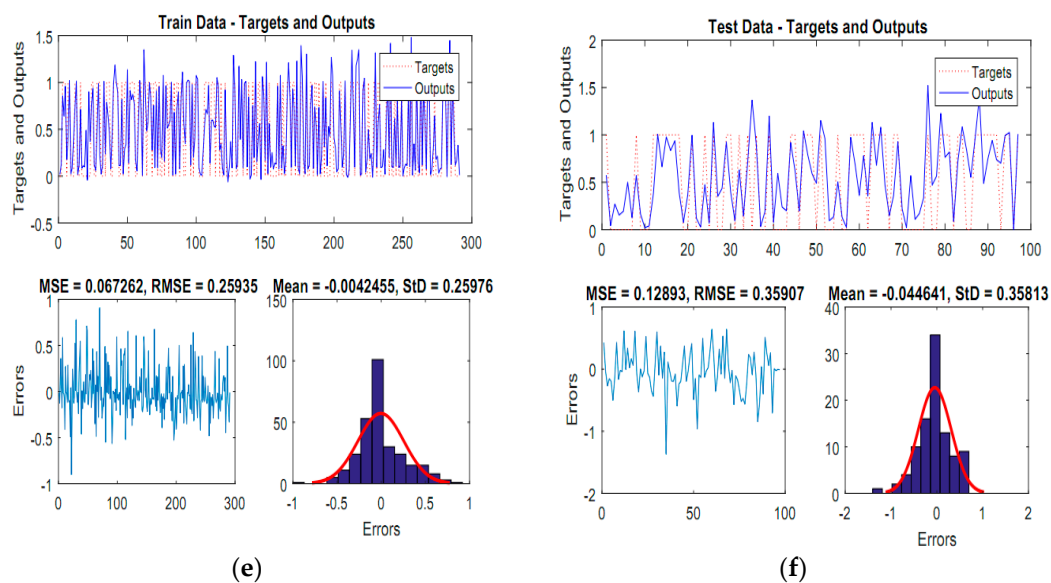 Train Data - Targets and Outputs
Targets and Outputs
1.5
1
0.5
0
-0.5
Targets
Outputs
0 50 100 150 200 250 300
MSE = 0.067262, RMSE = 0.25935
Errors
1
0.5
0
-0.5
-1
0 100 200 300
Mean = -0.0042455, StD = 0.25976
150
100
50
0
-1 -0.5 0 0.5 1
Errors
(e)
Test Data - Targets and Outputs
Targets and Outputs
2
1.5
1
0.5
0
Targets
Outputs
0 10 20 30 40 50 60 70 80 90 100
MSE = 0.12893, RMSE = 0.35907
Errors
1
0
-1
-2
0 50 100
Mean = -0.044641, StD = 0.35813
40
30
20
10
0
-2 -1 0 1 2
Errors
(f)